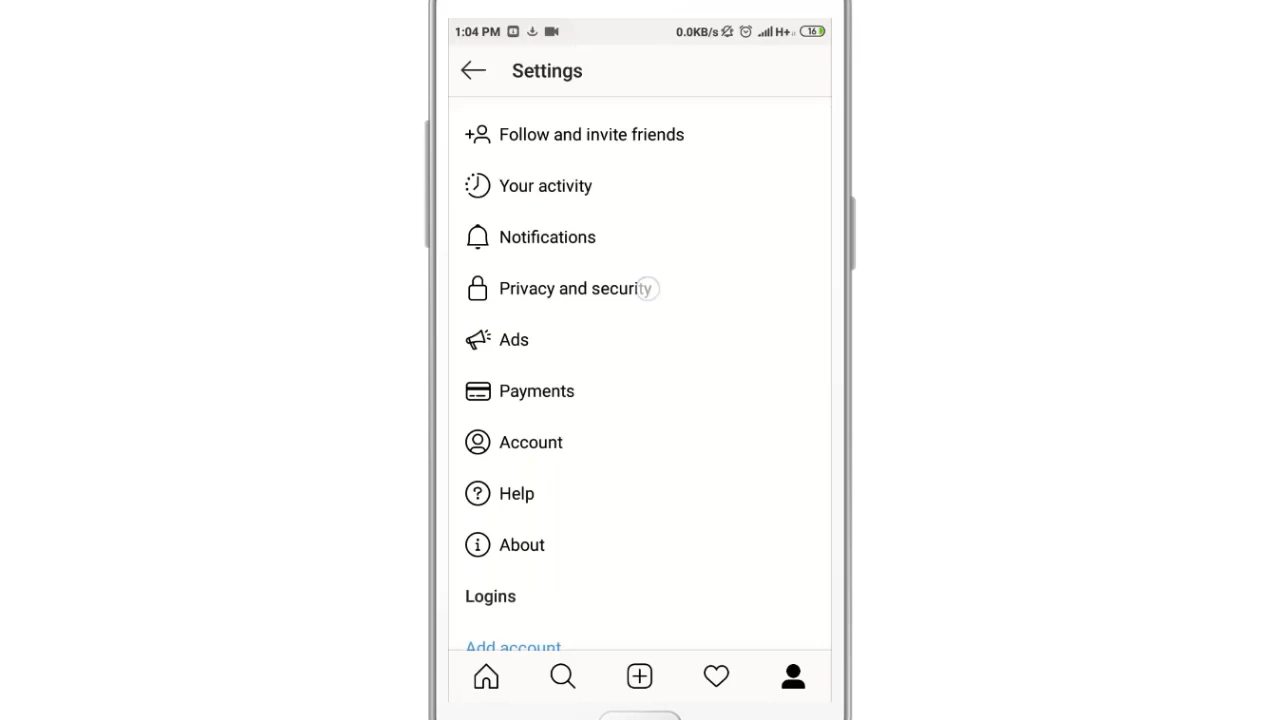 1:04 PM 0.0KB/s H+ 16
Settings
Follow and invite friends
Your activity
Notifications
Privacy and security
Ads
Payments
Account
Help
About
Logins
Add account